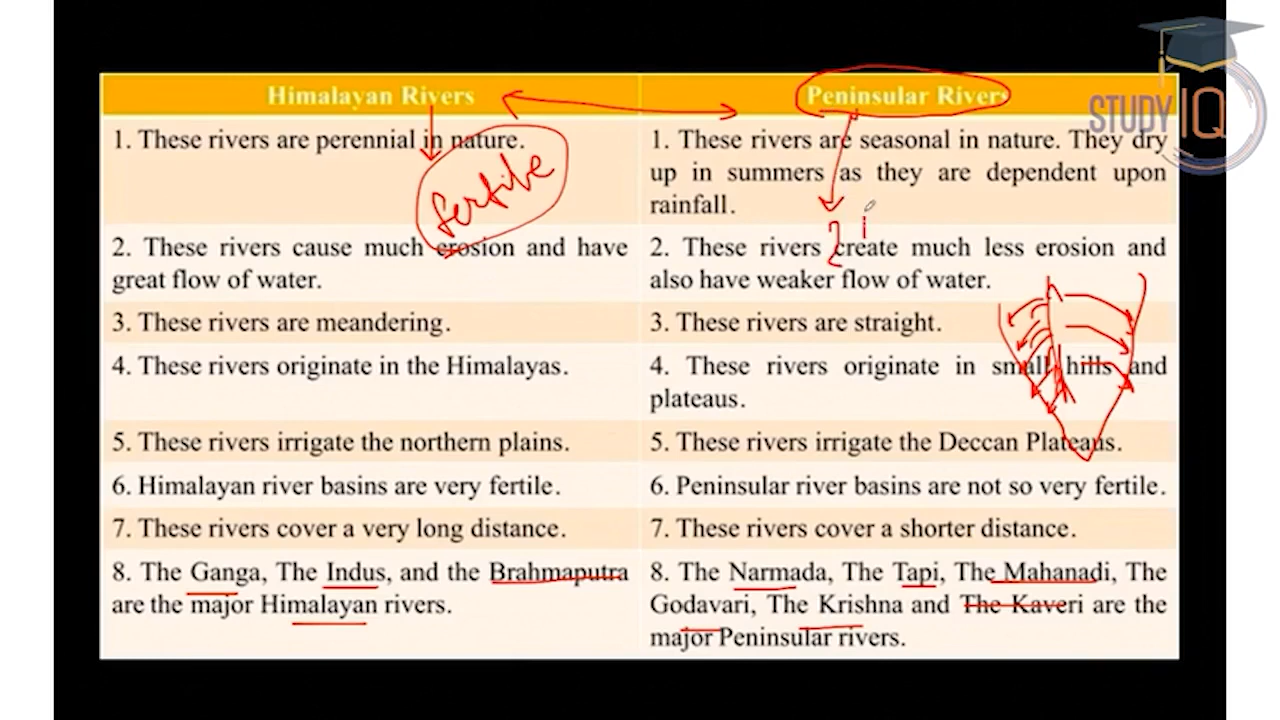 STUDY IQ
Himalayan Rivers
Peninsular Rivers
1. These rivers are perennial in nature.
fertile
1. These rivers are seasonal in nature. They dry
up in summers as they are dependent upon
rainfall.
2. These rivers cause much erosion and have
great flow of water.
2. These rivers create much less erosion and
also have weaker flow of water.
3. These rivers are meandering.
3. These rivers are straight.
4. These rivers originate in the Himalayas.
4. These rivers originate in small hills and
plateaus.
5. These rivers irrigate the northern plains.
5. These rivers irrigate the Deccan Plateaus.
6. Himalayan river basins are very fertile.
6. Peninsular river basins are not so very fertile.
7. These rivers cover a very long distance.
7. These rivers cover a shorter distance.
8. The Ganga, The Indus, and the Brahmaputra
are the major Himalayan rivers.
8. The Narmada, The Tapi, The Mahanadi, The
Godavari, The Krishna and The Kaveri are the
major Peninsular rivers.